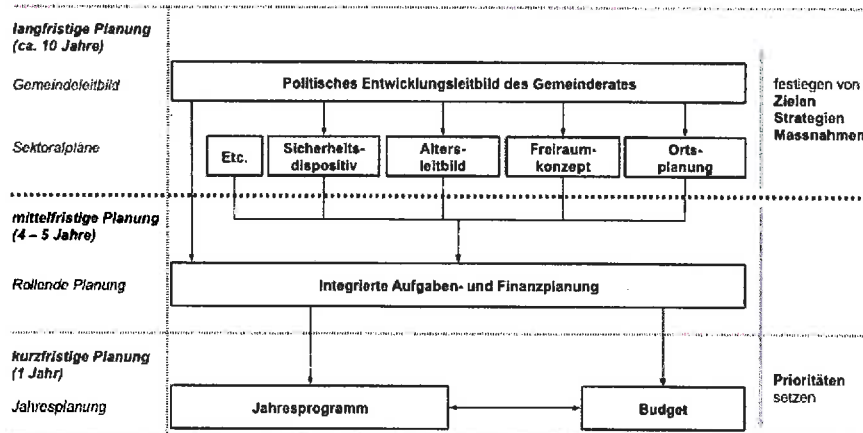 langfristige Planung
(ca. 10 Jahre)
Gemeindeleitbild
Politisches Entwicklungsleitbild des Gemeinderates
festlegen von
Zielen
Strategien
Massnahmen
Sektoralpläne
Etc.
Sicherheits-
dispositiv
Alters-
leitbild
Freiraum-
konzept
Orts-
planung
mittelfristige Planung
(4 – 5 Jahre)
Rollende Planung
Integrierte Aufgaben- und Finanzplanung
kurzfristige Planung
(1 Jahr)
Jahresplanung
Jahresprogramm
Budget
Prioritäten
setzen